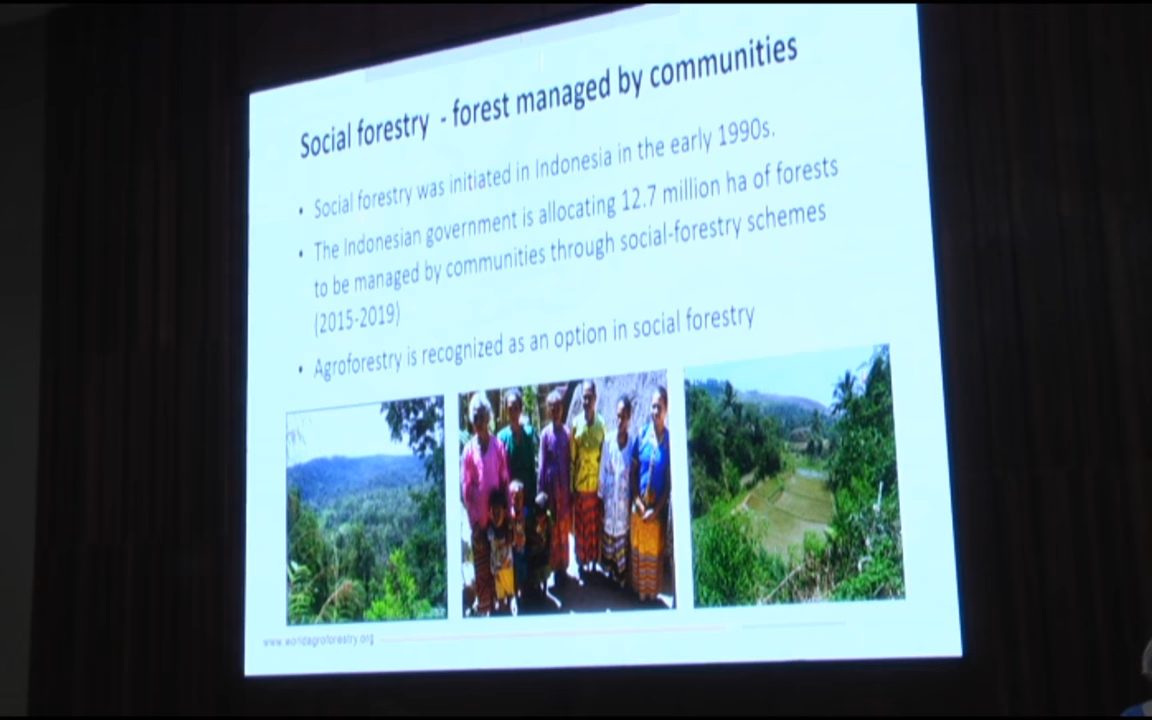 Social forestry - forest managed by communities
• Social forestry was initiated in Indonesia in the early 1990s.
• The Indonesian government is allocating 12.7 million ha of forests
to be managed by communities through social-forestry schemes
(2015-2019)
• Agroforestry is recognized as an option in social forestry
www.worldagroforestry.org